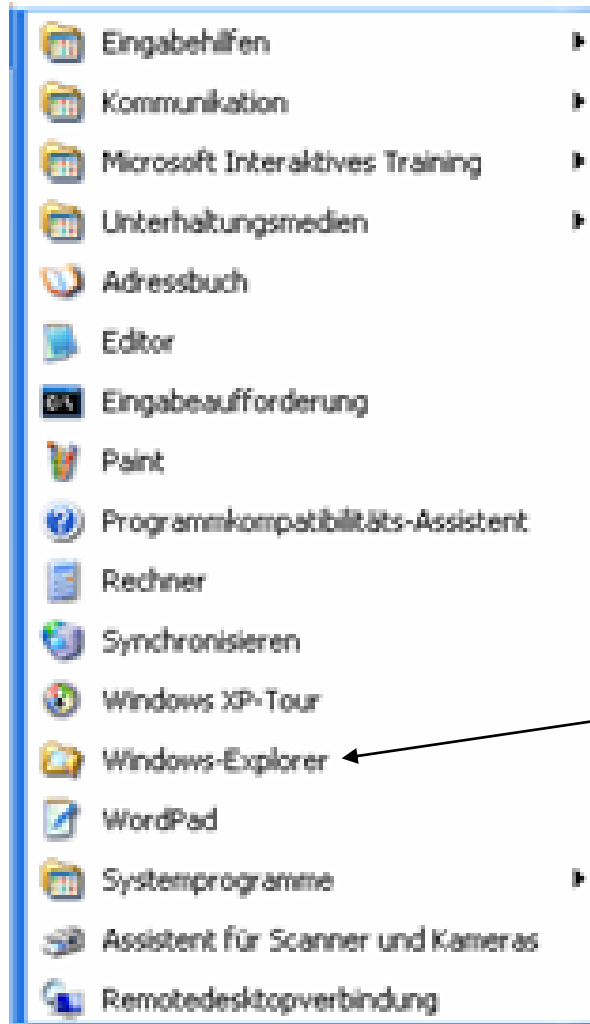 Eingabehilfen
Kommunikation
Microsoft Interaktives Training
Unterhaltungsmedien
Adressbuch
Editor
Eingabeaufforderung
Paint
Programmkompatibilitäts-Assistent
Rechner
Synchronisieren
Windows XP-Tour
Windows-Explorer
WordPad
Systemprogramme
Assistent für Scanner und Kameras
Remotedesktopverbindung